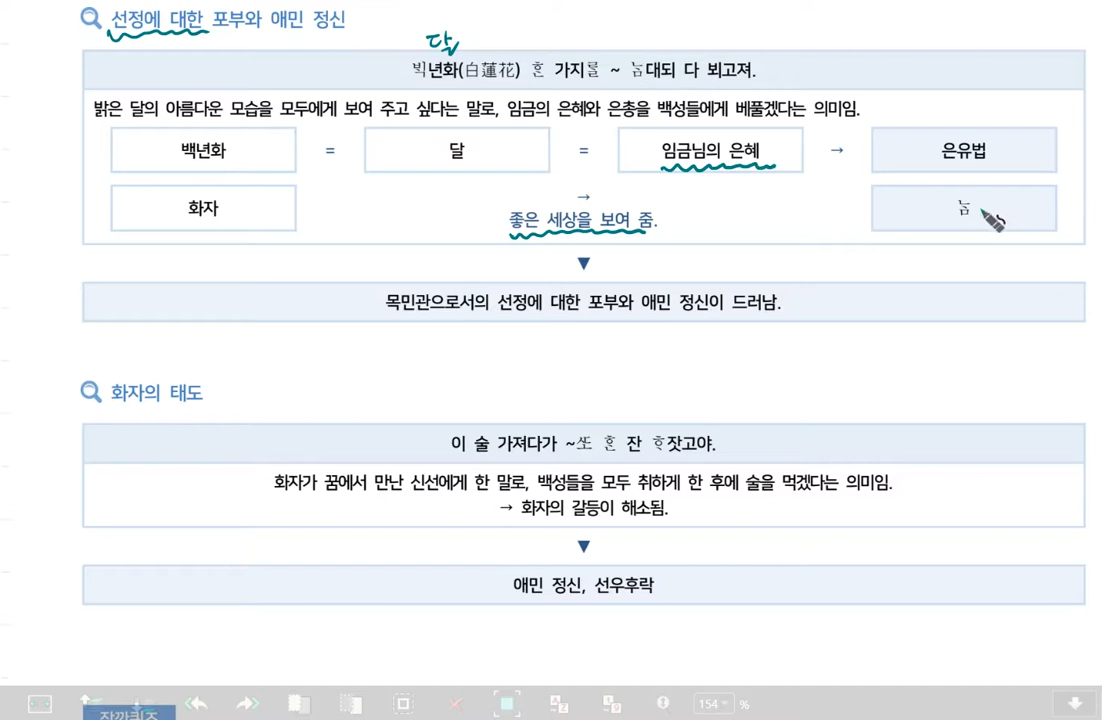 선정에 대한 포부와 애민 정신
달
ᄇᆡᆨ년화(白蓮花) ᄒᆞᆫ 가지ᄅᆞᆯ ~ ᄂᆞᆷ대되 다 뵈고져.
밝은 달의 아름다운 모습을 모두에게 보여 주고 싶다는 말로, 임금의 은혜와 은총을 백성들에게 베풀겠다는 의미임.
백년화 = 달 = 임금님의 은혜 → 은유법
화자 → ᄂᆞᆷ
좋은 세상을 보여 줌.
▼
목민관으로서의 선정에 대한 포부와 애민 정신이 드러남.
화자의 태도
이 술 가져다가 ~ᄯᅩ ᄒᆞᆫ 잔 ᄒᆞ쟛고야.
화자가 꿈에서 만난 신선에게 한 말로, 백성들을 모두 취하게 한 후에 술을 먹겠다는 의미임.
→ 화자의 갈등이 해소됨.
▼
애민 정신, 선우후락
154 %